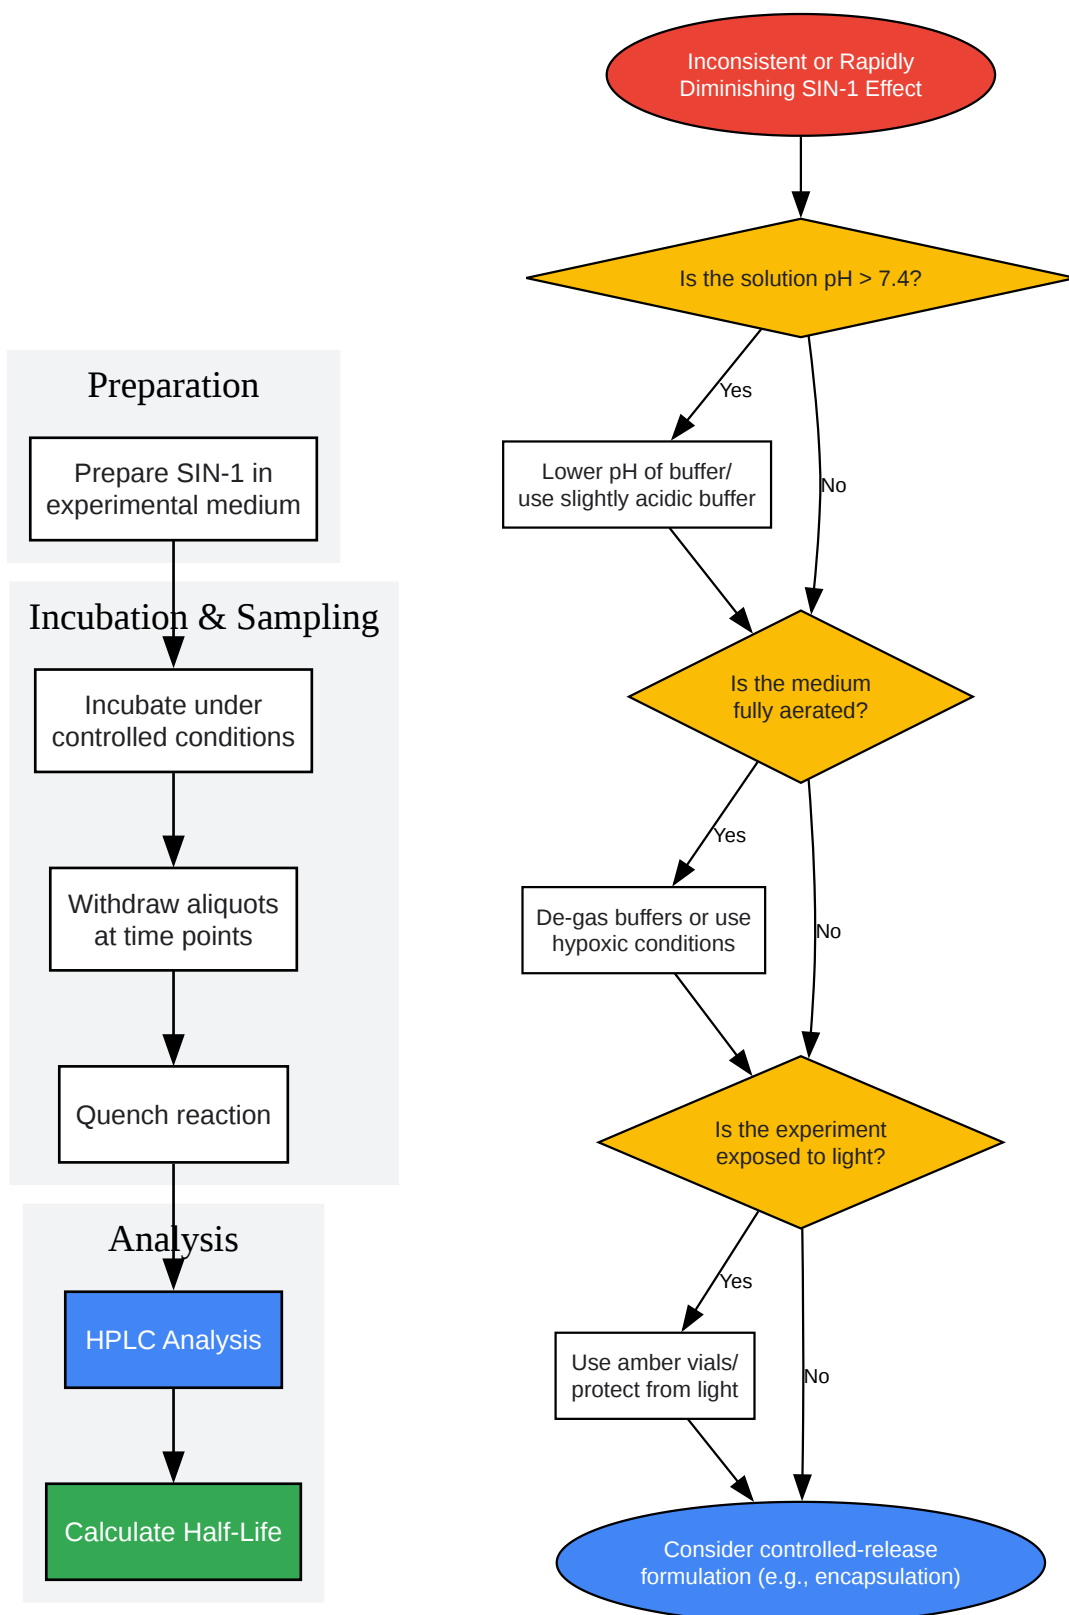 Preparation
Prepare SIN-1 in
experimental medium
Incubation & Sampling
Incubate under
controlled conditions
Withdraw aliquots
at time points
Quench reaction
Analysis
HPLC Analysis
Calculate Half-Life
Inconsistent or Rapidly
Diminishing SIN-1 Effect
Is the solution pH > 7.4?
Yes
No
Lower pH of buffer/
use slightly acidic buffer
Is the medium
fully aerated?
Yes
No
De-gas buffers or use
hypoxic conditions
Is the experiment
exposed to light?
Yes
No
Use amber vials/
protect from light
Consider controlled-release
formulation (e.g., encapsulation)